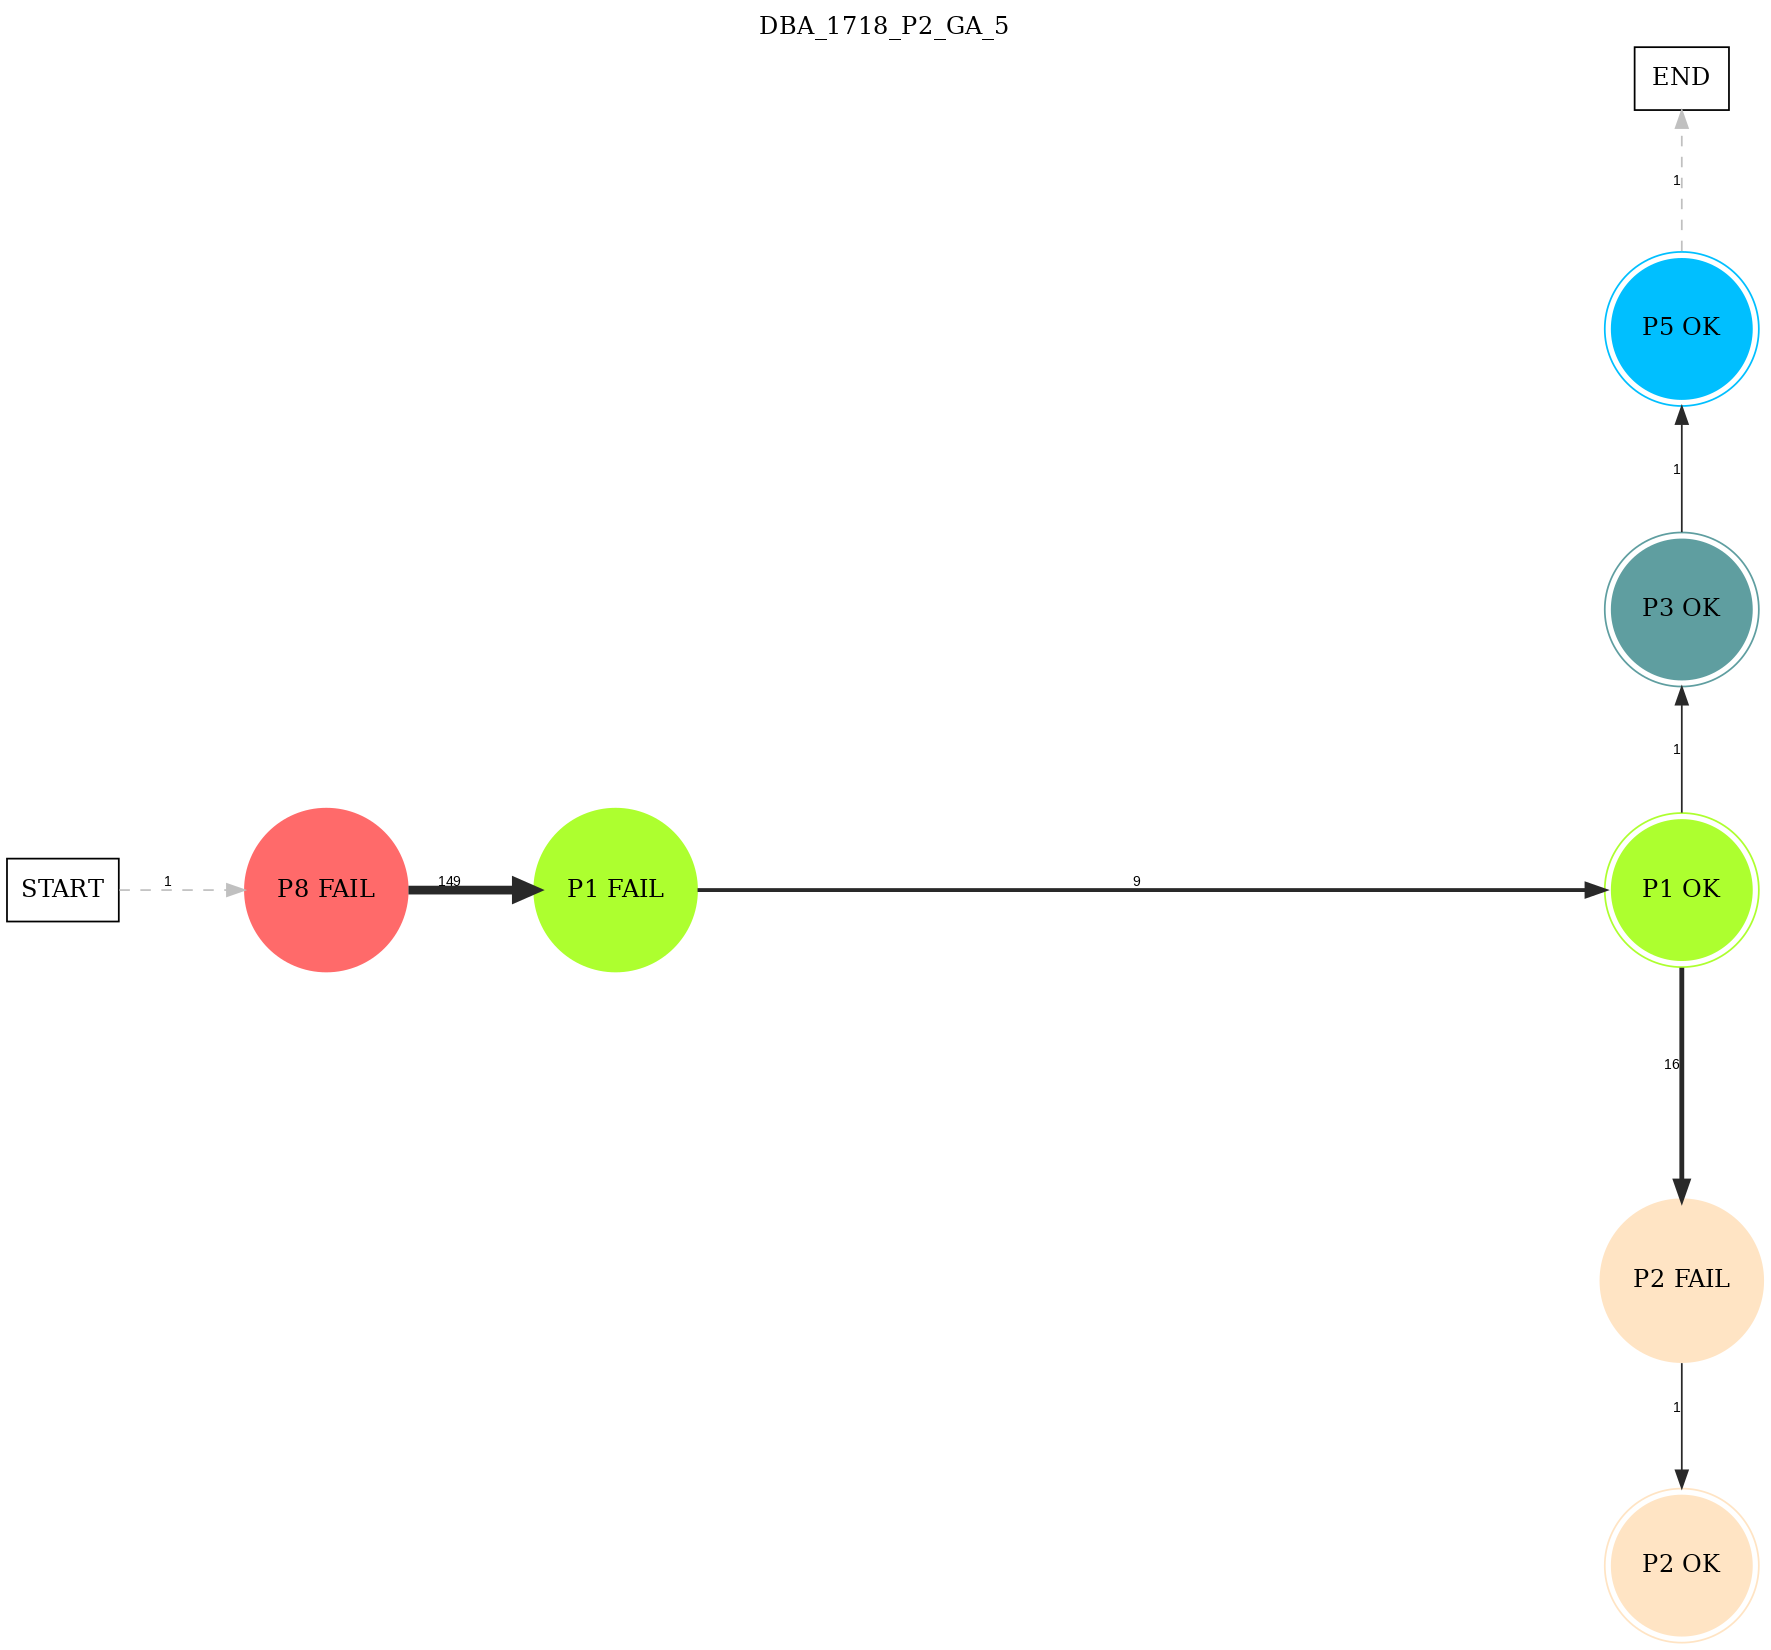 DBA_1718_P2_GA_5
END
1
P5 OK
1
P3 OK
1
START
1
P8 FAIL
149
P1 FAIL
9
P1 OK
16
P2 FAIL
1
P2 OK